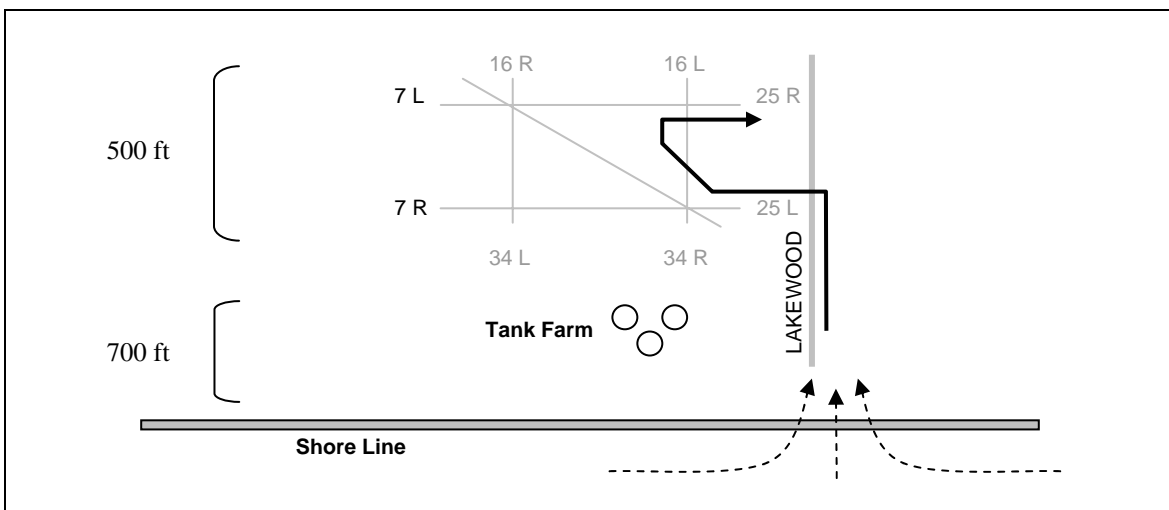 16 R
16 L
7 L
25 R
500 ft
7 R
25 L
34 L
34 R
LAKEWOOD
Tank Farm
700 ft
Shore Line